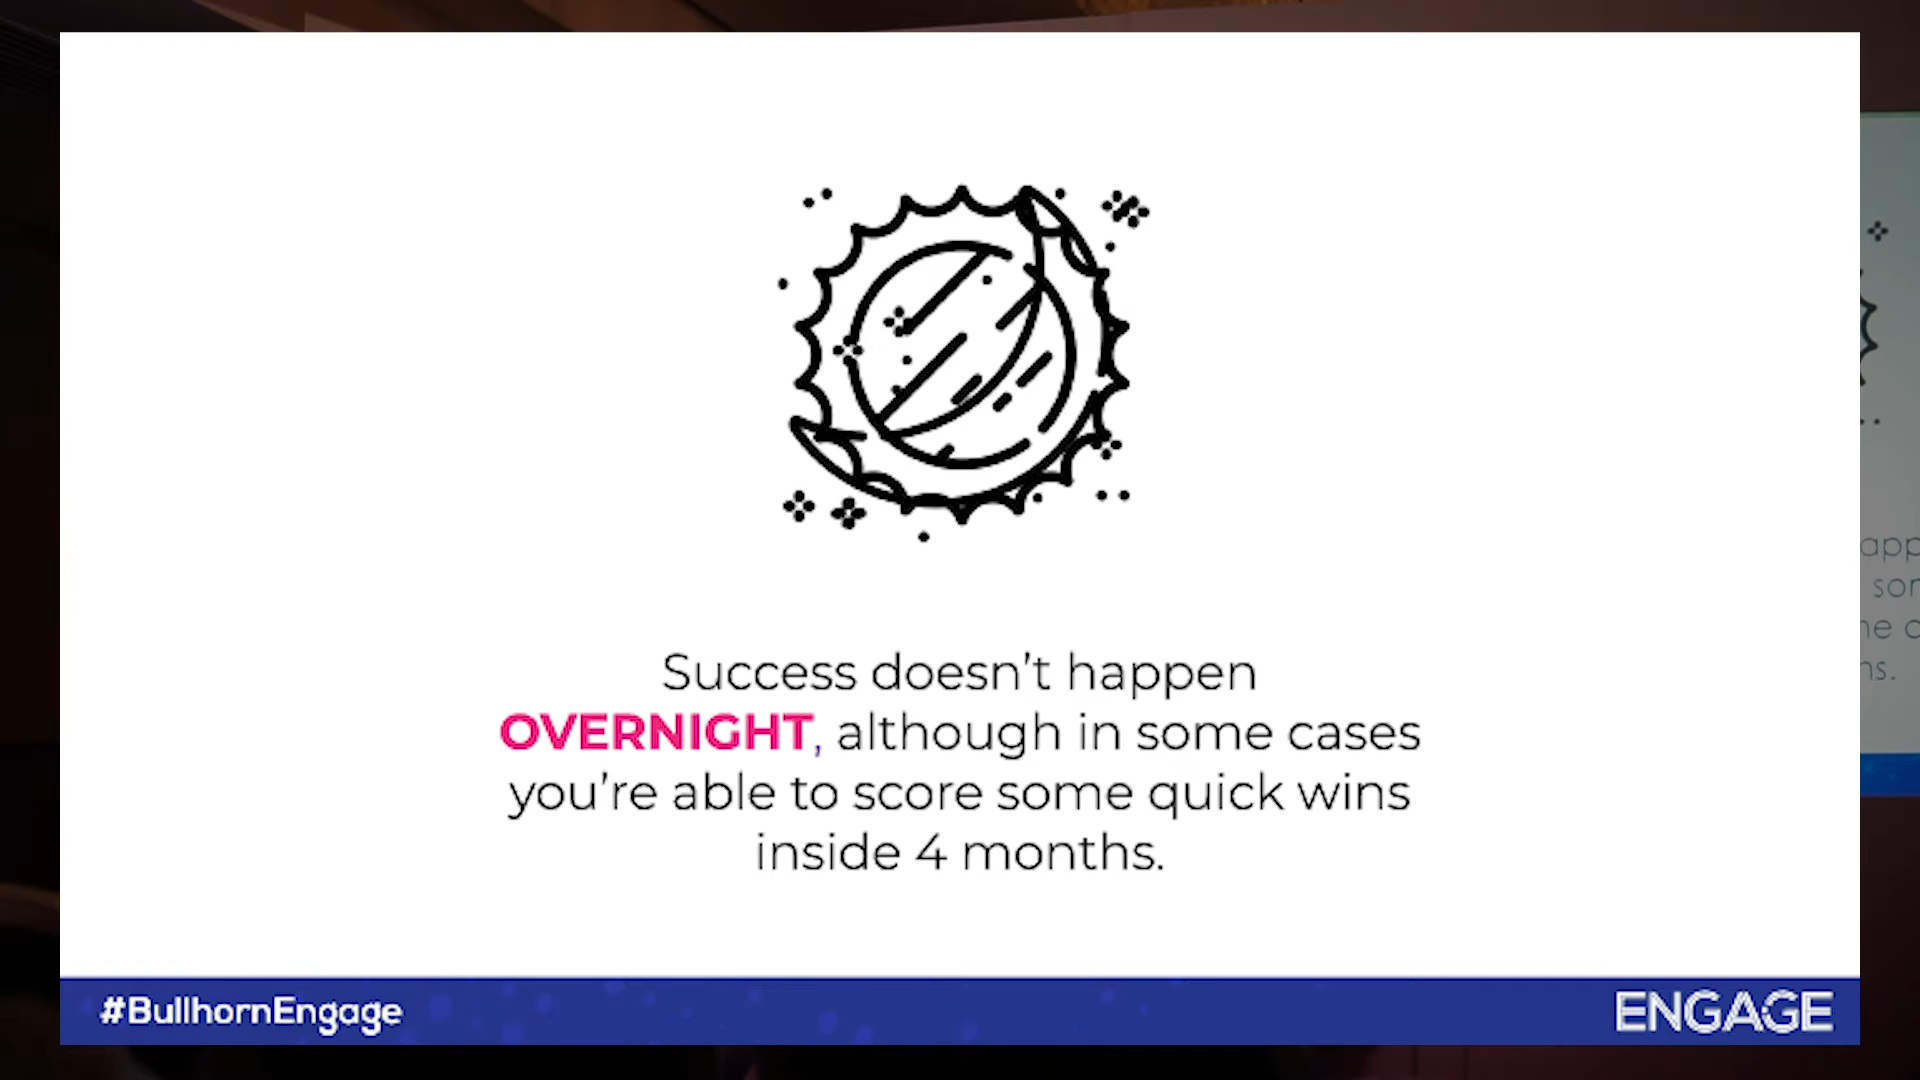 Success doesn't happen
OVERNIGHT, although in some cases
you're able to score some quick wins
inside 4 months.
#BullhornEngage
ENGAGE